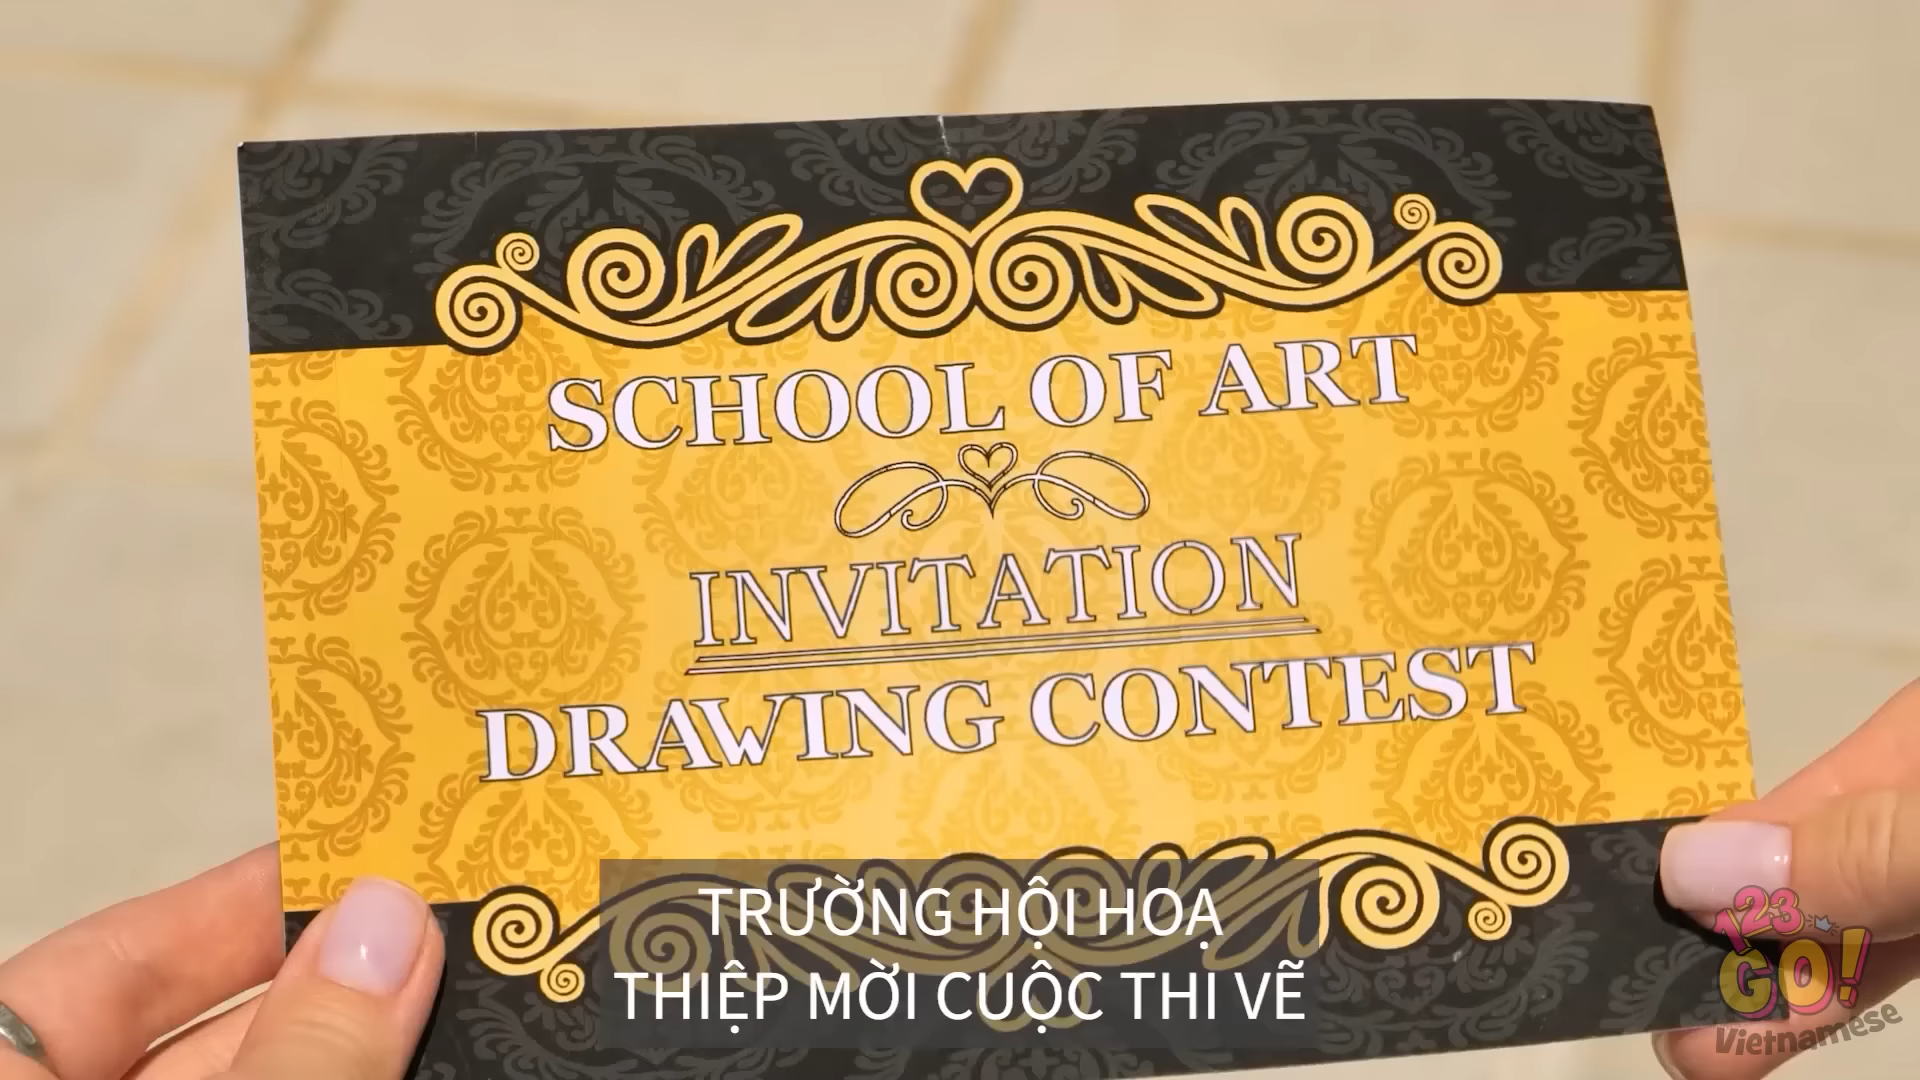 SCHOOL OF ART
INVITATION
DRAWING CONTEST
TRƯỜNG HỘI HOẠ
THIỆP MỜI CUỘC THI VẼ
123
GO!
Vietnamese